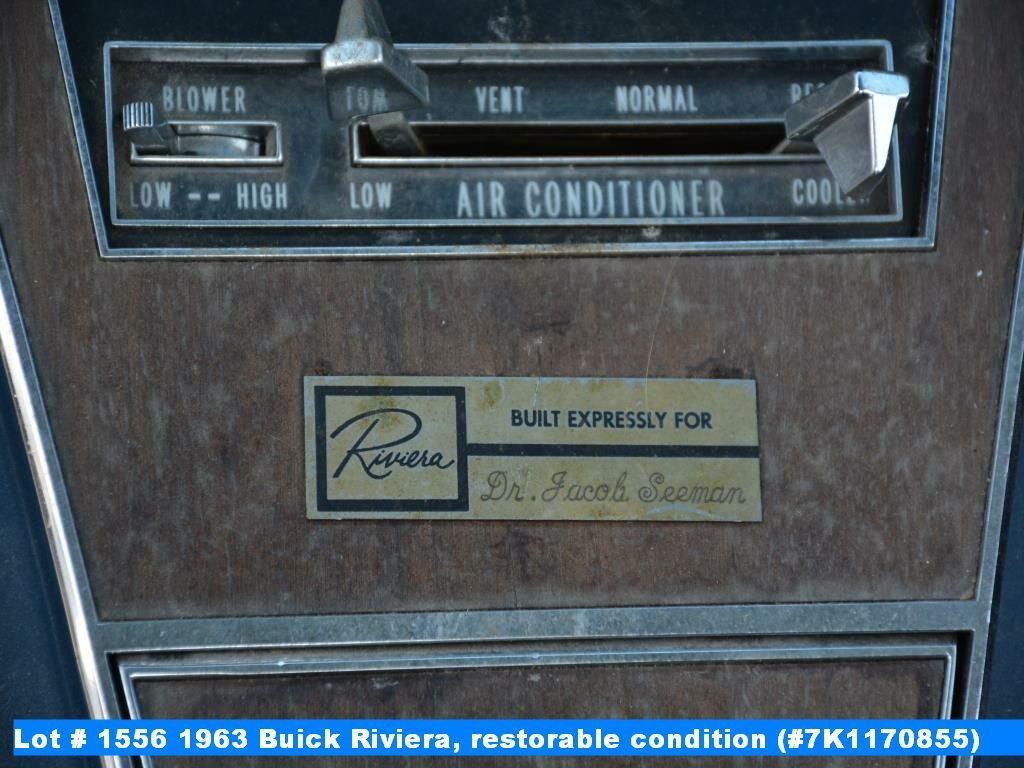 BLOWER VENT NORMAL
LOW -- HIGH LOW AIR CONDITIONER
Riviera
BUILT EXPRESSLY FOR
Dr. Jacob Seeman
Lot # 1556 1963 Buick Riviera, restorable condition (#7K1170855)